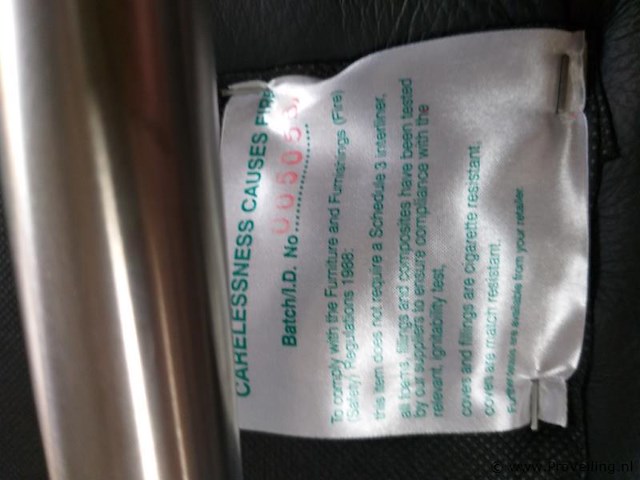 CARELESSNESS CAUSES FIRE
Batch/I.D. No
To comply with the Furniture and Furnishings (Fire)
(Safety) Regulations 1988:
this item does not require a Schedule 3 interliner,
all foams, fillings and composites have been tested
by our suppliers to ensure compliance with the
relevant, ignitability test,
covers and fillings are cigarette resistant,
covers are match resistant.
Further details are available from your retailer.
© www.ProVeiling.nl